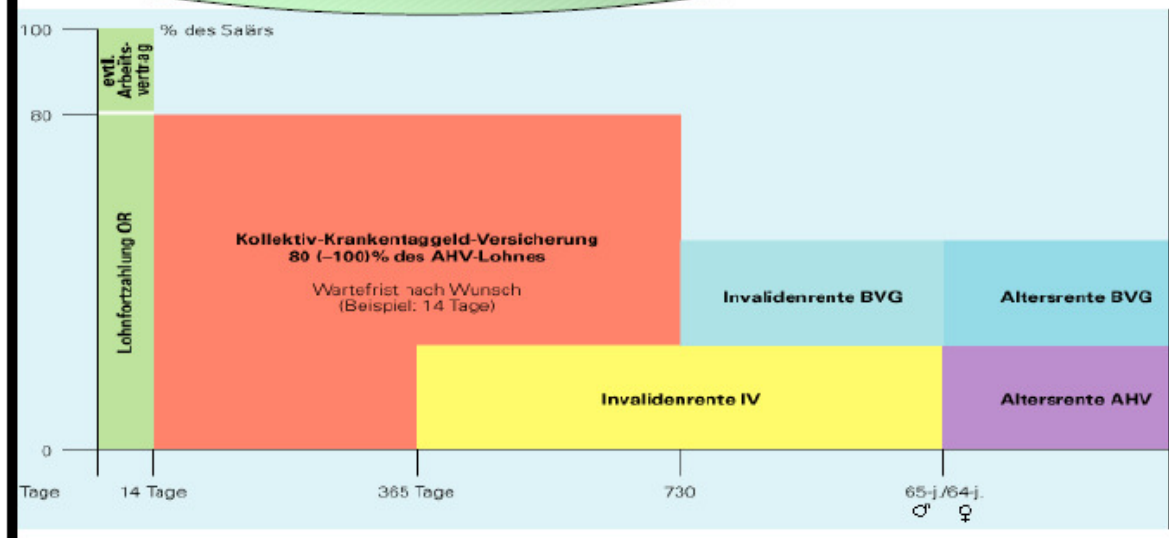 100
% des Salärs
evtl.
Arbeits-
vertrag
80
Lohnfortzahlung OR
Kollektiv-Krankentaggeld-Versicherung
80 (–100)% des AHV-Lohnes
Wartefrist nach Wunsch
(Beispiel: 14 Tage)
Invalidenrente BVG
Altersrente BVG
Invalidenrente IV
Altersrente AHV
0
Tage
14 Tage
365 Tage
730
65-j./64-j.
♂ ♀